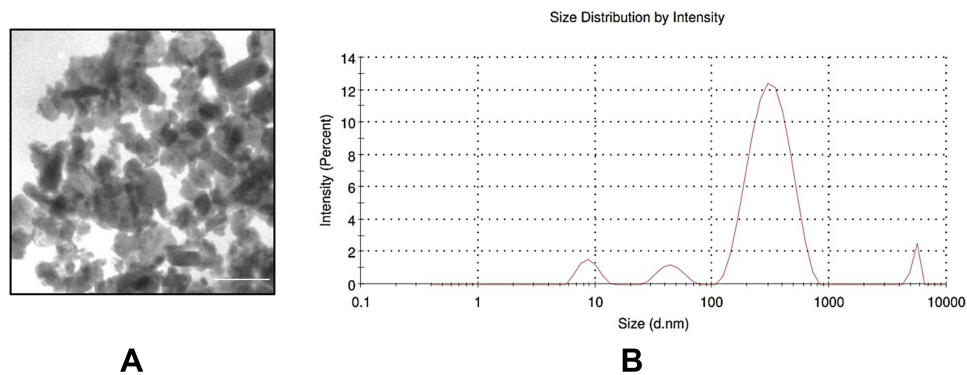 Size Distribution by Intensity
14
12
10
8
6
4
2
0
Intensity (Percent)
0.1 1 10 100 1000 10000
Size (d.nm)
A B